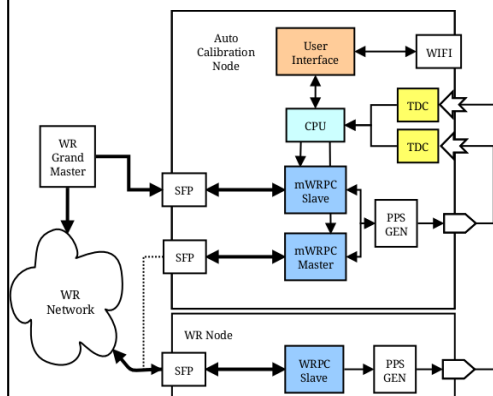 Auto
Calibration
Node
User
Interface
WIFI
TDC
CPU
TDC
WR
Grand
Master
SFP
mWRPC
Slave
PPS
GEN
SFP
mWRPC
Master
WR
Network
WR Node
SFP
WRPC
Slave
PPS
GEN